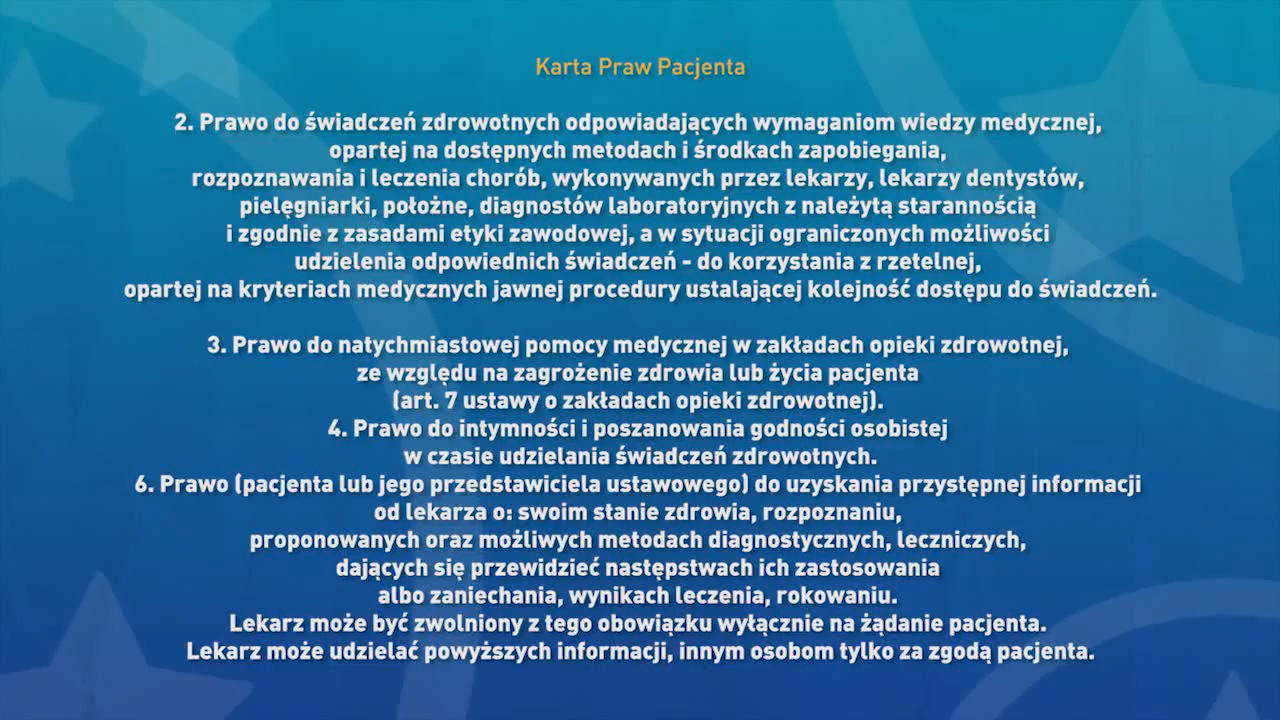 Karta Praw Pacjenta
2. Prawo do świadczeń zdrowotnych odpowiadających wymaganiom wiedzy medycznej,
opartej na dostępnych metodach i środkach zapobiegania,
rozpoznawania i leczenia chorób, wykonywanych przez lekarzy, lekarzy dentystów,
pielęgniarki, położne, diagnostów laboratoryjnych z należytą starannością
i zgodnie z zasadami etyki zawodowej, a w sytuacji ograniczonych możliwości
udzielenia odpowiednich świadczeń - do korzystania z rzetelnej,
opartej na kryteriach medycznych jawnej procedury ustalającej kolejność dostępu do świadczeń.
3. Prawo do natychmiastowej pomocy medycznej w zakładach opieki zdrowotnej,
ze względu na zagrożenie zdrowia lub życia pacjenta
(art. 7 ustawy o zakładach opieki zdrowotnej).
4. Prawo do intymności i poszanowania godności osobistej
w czasie udzielania świadczeń zdrowotnych.
6. Prawo (pacjenta lub jego przedstawiciela ustawowego) do uzyskania przystępnej informacji
od lekarza o: swoim stanie zdrowia, rozpoznaniu,
proponowanych oraz możliwych metodach diagnostycznych, leczniczych,
dających się przewidzieć następstwach ich zastosowania
albo zaniechania, wynikach leczenia, rokowaniu.
Lekarz może być zwolniony z tego obowiązku wyłącznie na żądanie pacjenta.
Lekarz może udzielać powyższych informacji, innym osobom tylko za zgodą pacjenta.